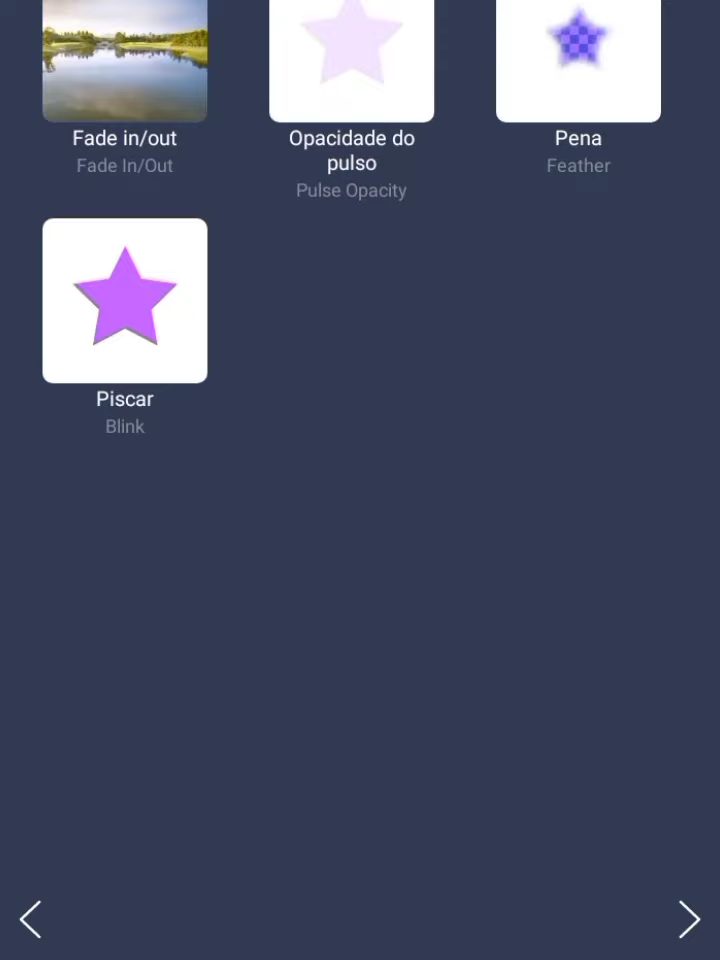 Fade in/out
Fade In/Out
Opacidade do
pulso
Pulse Opacity
Pena
Feather
Piscar
Blink